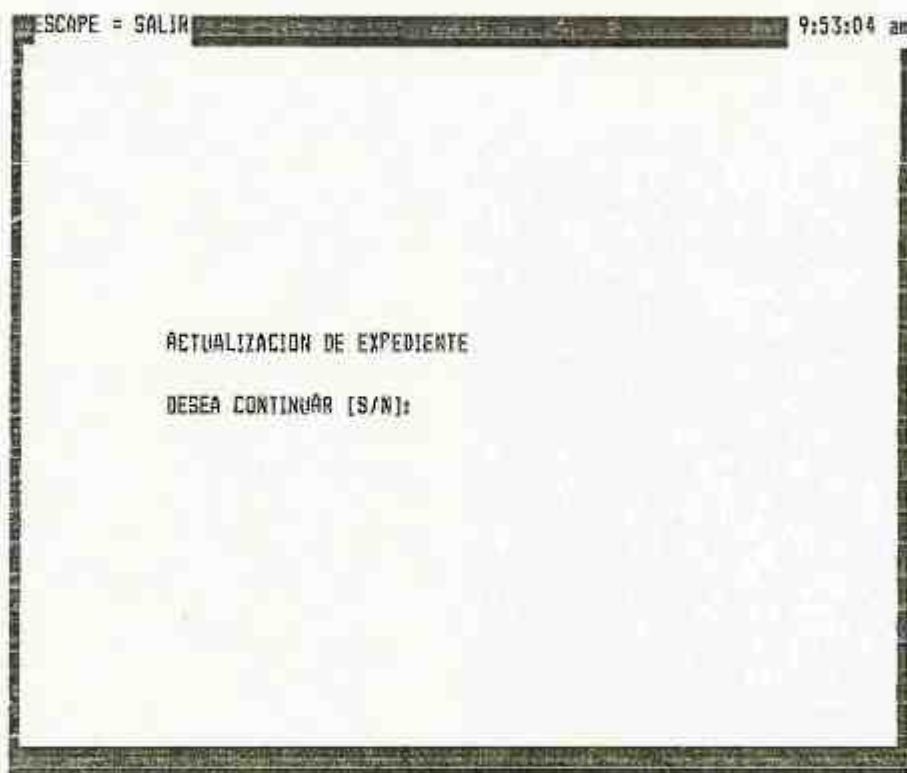 ESCAPE = SALIR 9:53:04 am
ACTUALIZACION DE EXPEDIENTE
DESEA CONTINUAR [S/N]: